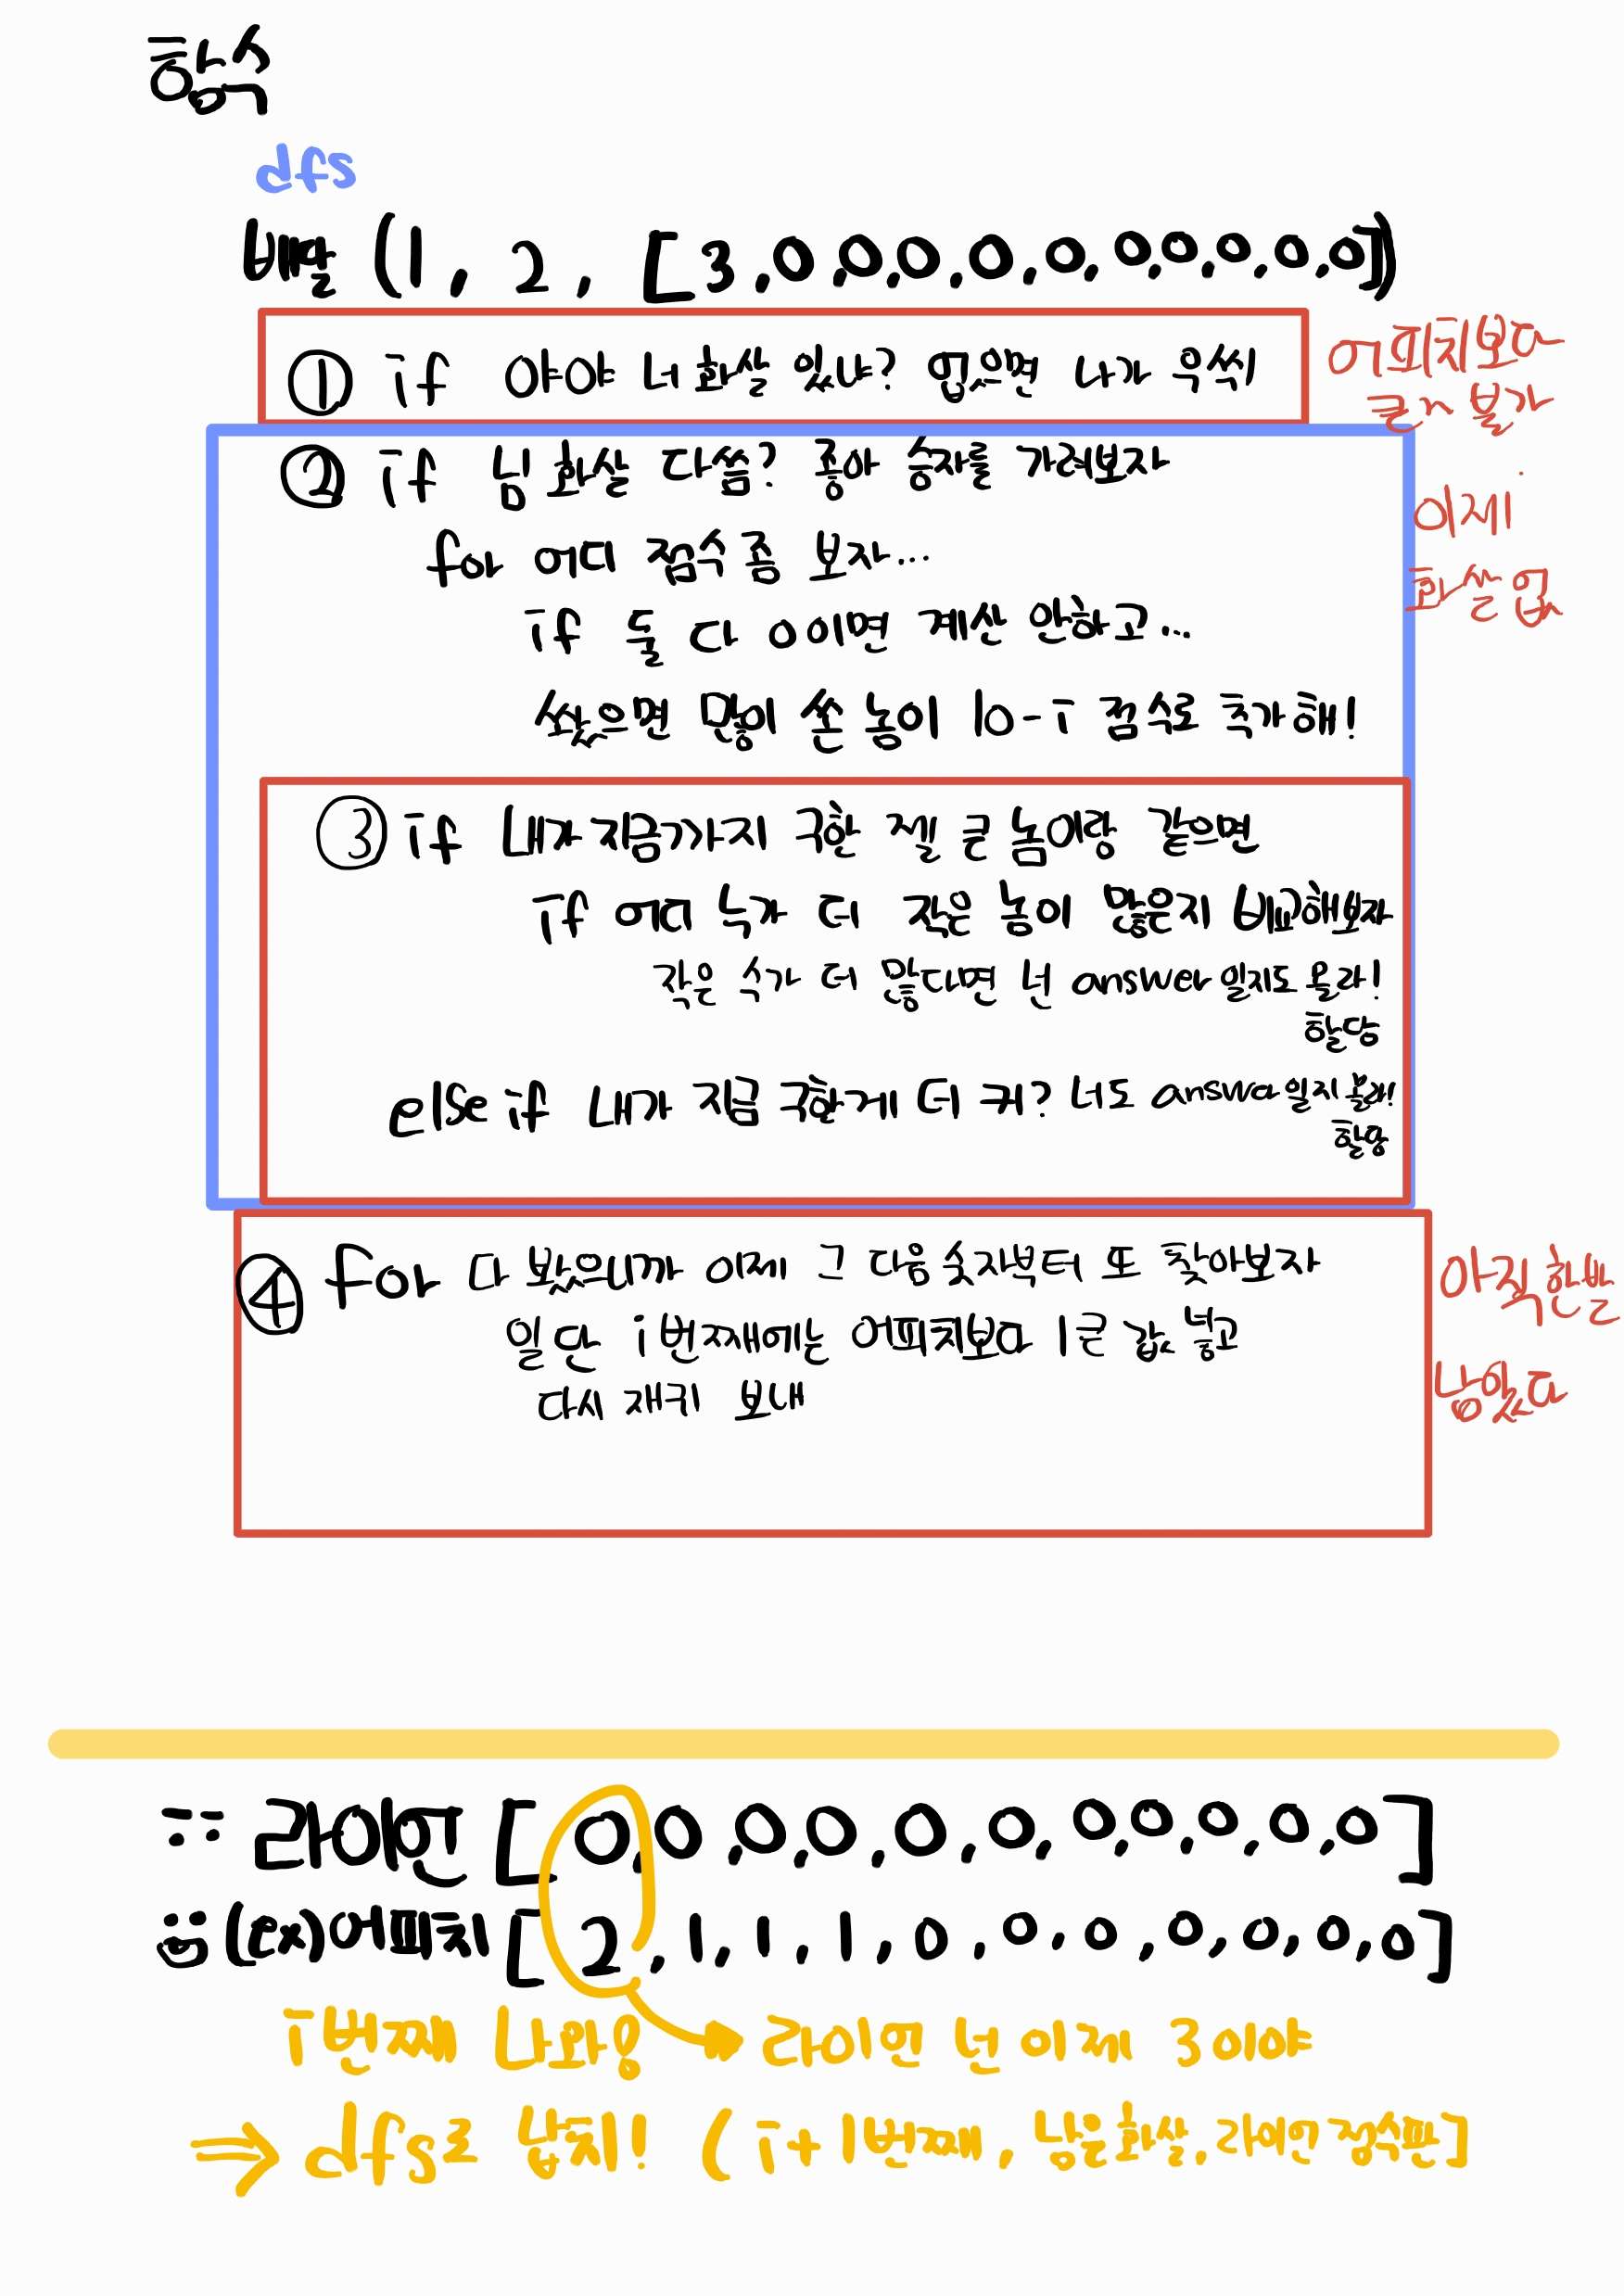 함수
dfs
배딸 (1, 2, [3,0,0,0,0,0,0,0,0,0,0])
① if 야야 너 화살 있냐? 없으면 나가 우씩!
어피치보다
클 수 불가
② if 님 화살 다씀? 좋아 승자를 가려보자
이제
화살 없
for 어디 점수 좀 보자...
if 둘 다 0이면 계산 안하고...
쐈으면 많이 쏜 놈이 10-i 점수로 추가해!
③ if 내가 지금가지 구한 젤 큰 놈이랑 같으면
if 어디 누가 더 작은 놈이 많은지 비교해보자
작은 수가 더 많다면 넌 answer 일지도 몰라!
할당
else if 내가 지금 구한게 더 커? 너도 answer일지 몰라!
할당
④ for 다 봤으니까 이제 그 다음 숫자부터 또 찾아보자
일단 i번째에는 어피치보다 1큰 값 넣고
다시 재귀 보내
아직 한발
남았다
라이언 [0,0,0,0,0,0,0,0,0,0,0]
(ex)어피치 [2,1,1,1,0,0,0,0,0,0,0]
i번째 나와! 라이언 넌 이제 3이야
⇒ dfs로 납치! (i+1번째, 남은화살, 라이언 점수판]